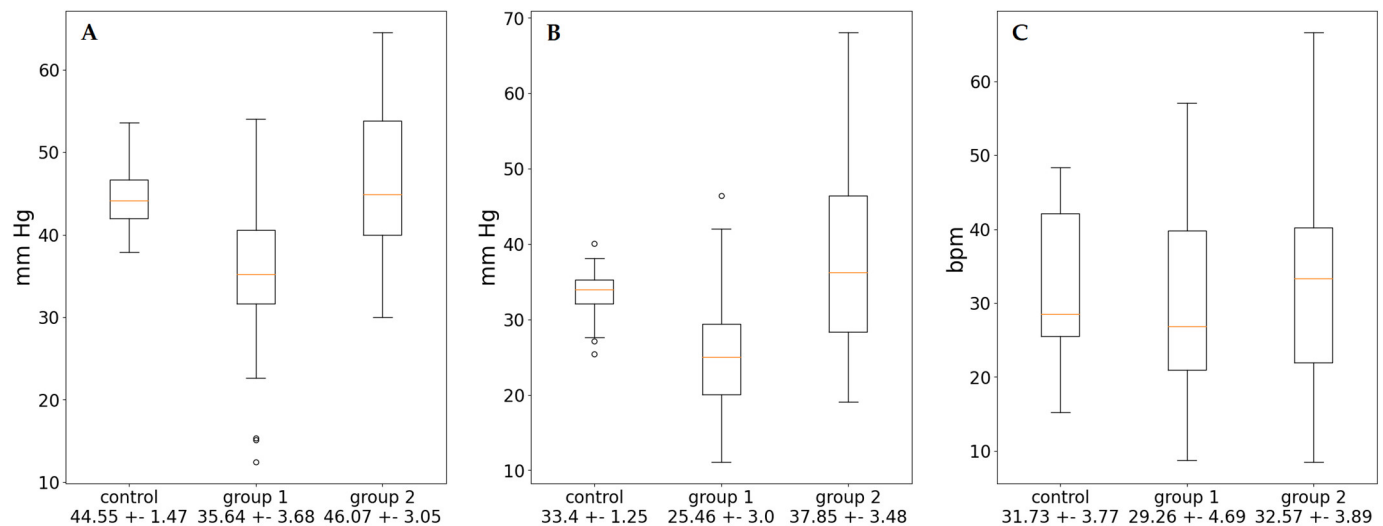 A
mm Hg
60
50
40
30
20
10
control group 1 group 2
44.55 +- 1.47 35.64 +- 3.68 46.07 +- 3.05
B
mm Hg
70
60
50
40
30
20
10
control group 1 group 2
33.4 +- 1.25 25.46 +- 3.0 37.85 +- 3.48
C
bpm
60
50
40
30
20
10
control group 1 group 2
31.73 +- 3.77 29.26 +- 4.69 32.57 +- 3.89